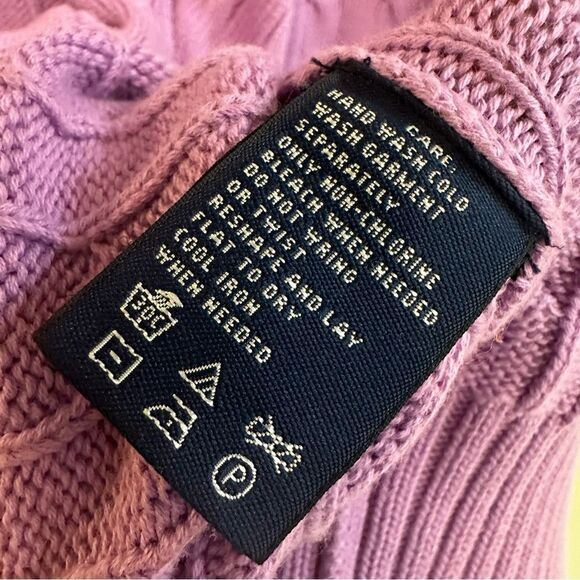 CARE:
HAND WASH COLD
WASH GARMENT
SEPARATELY
ONLY NON-CHLORINE
BLEACH WHEN NEEDED
DO NOT WRING
OR TWIST
RESHAPE AND LAY
FLAT TO DRY
COOL IRON
WHEN NEEDED
P